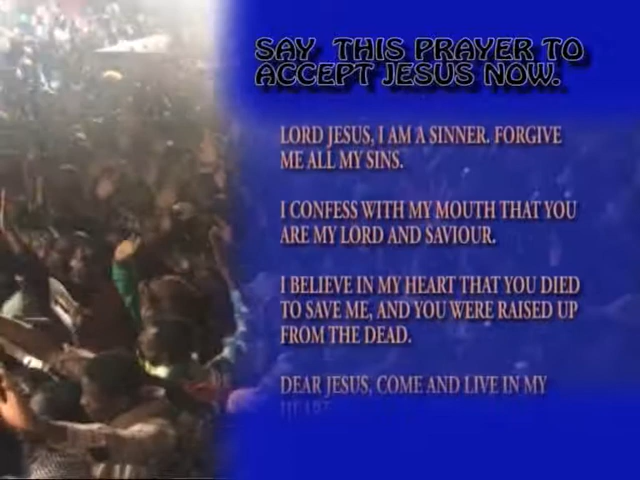 SAY THIS PRAYER TO
ACCEPT JESUS NOW.
LORD JESUS, I AM A SINNER. FORGIVE
ME ALL MY SINS.
I CONFESS WITH MY MOUTH THAT YOU
ARE MY LORD AND SAVIOUR.
I BELIEVE IN MY HEART THAT YOU DIED
TO SAVE ME, AND YOU WERE RAISED UP
FROM THE DEAD.
DEAR JESUS, COME AND LIVE IN MY
HEART